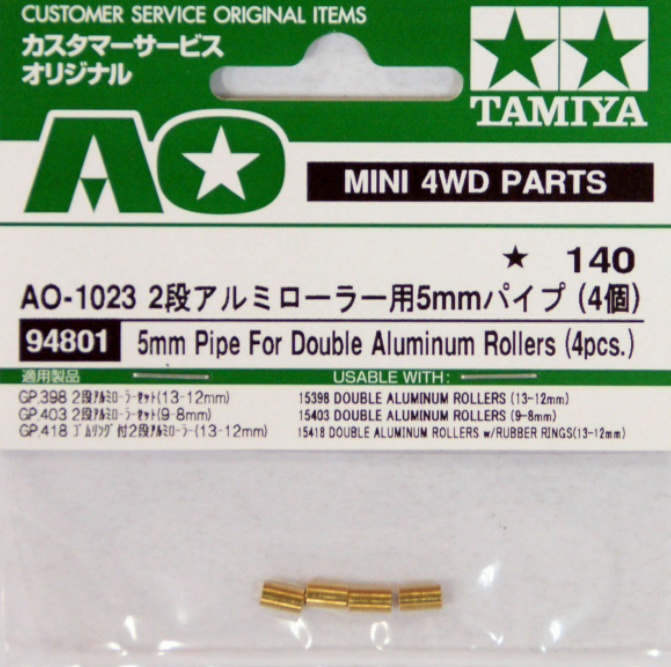 CUSTOMER SERVICE ORIGINAL ITEMS
カスタマーサービス
オリジナル
TAMIYA
AO
MINI 4WD PARTS
★ 140
AO-1023 2段アルミローラー用5mmパイプ (4個)
94801 5mm Pipe For Double Aluminum Rollers (4pcs.)
適用製品 USABLE WITH:
GP.398 2段ｱﾙﾐﾛｰﾗｰｾｯﾄ(13-12mm) 15398 DOUBLE ALUMINUM ROLLERS (13-12mm)
GP.403 2段ｱﾙﾐﾛｰﾗｰｾｯﾄ(9-8mm) 15403 DOUBLE ALUMINUM ROLLERS (9-8mm)
GP.418 ｺﾞﾑﾘﾝｸﾞ付2段ｱﾙﾐﾛｰﾗｰ(13-12mm) 15418 DOUBLE ALUMINUM ROLLERS w/RUBBER RINGS(13-12mm)